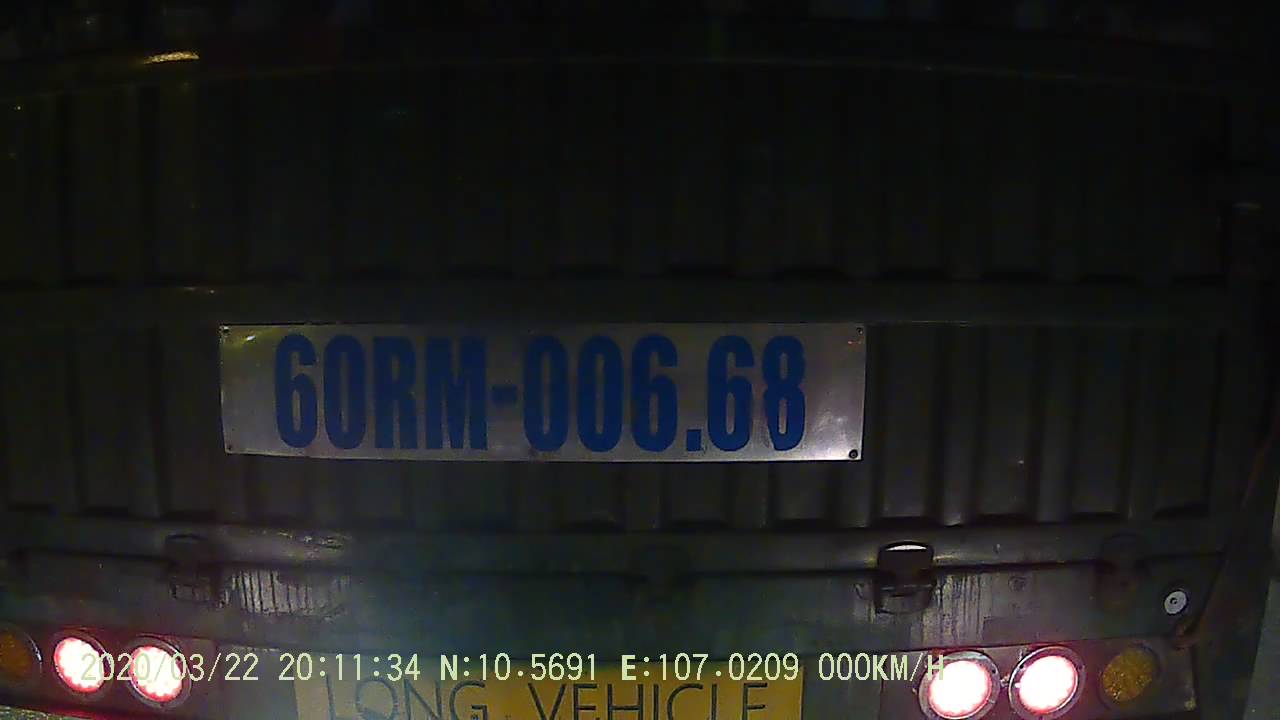 60RM-006.68
2020/03/22 20:11:34 N:10.5691 E:107.0209 000KM/H
LONG VEHICLE